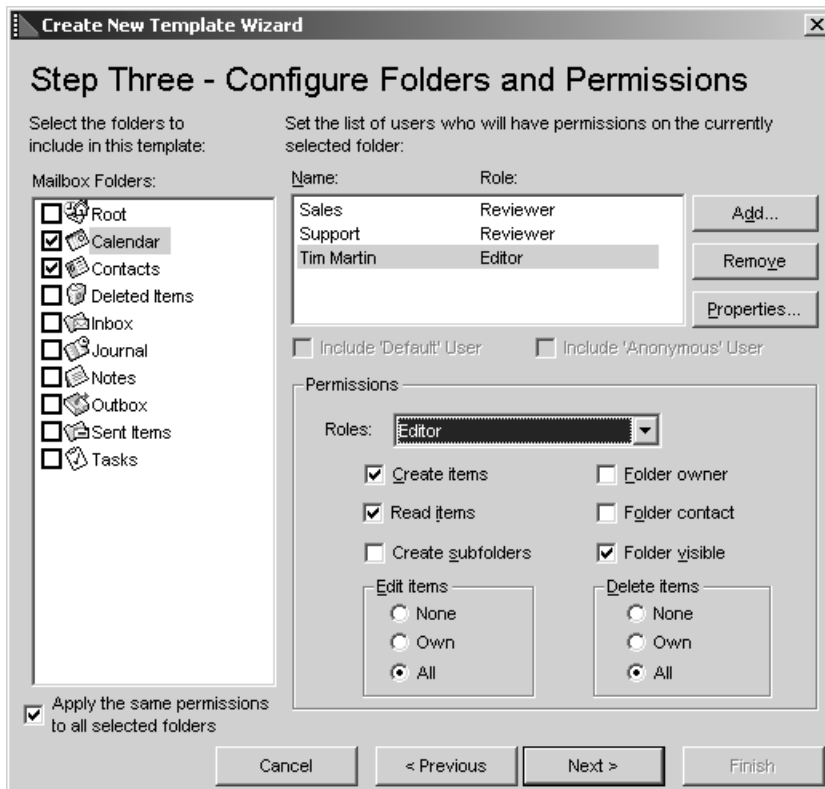 Create New Template Wizard
Step Three - Configure Folders and Permissions
Select the folders to
include in this template:
Mailbox Folders:
Root
Calendar
Contacts
Deleted Items
Inbox
Journal
Notes
Outbox
Sent Items
Tasks
Apply the same permissions
to all selected folders
Set the list of users who will have permissions on the currently
selected folder:
Name: Role:
Sales Reviewer
Support Reviewer
Tim Martin Editor
Add...
Remove
Properties...
Include 'Default' User Include 'Anonymous' User
Permissions
Roles: Editor
Create items Folder owner
Read items Folder contact
Create subfolders Folder visible
Edit items
None
Own
All
Delete items
None
Own
All
Cancel < Previous Next > Finish